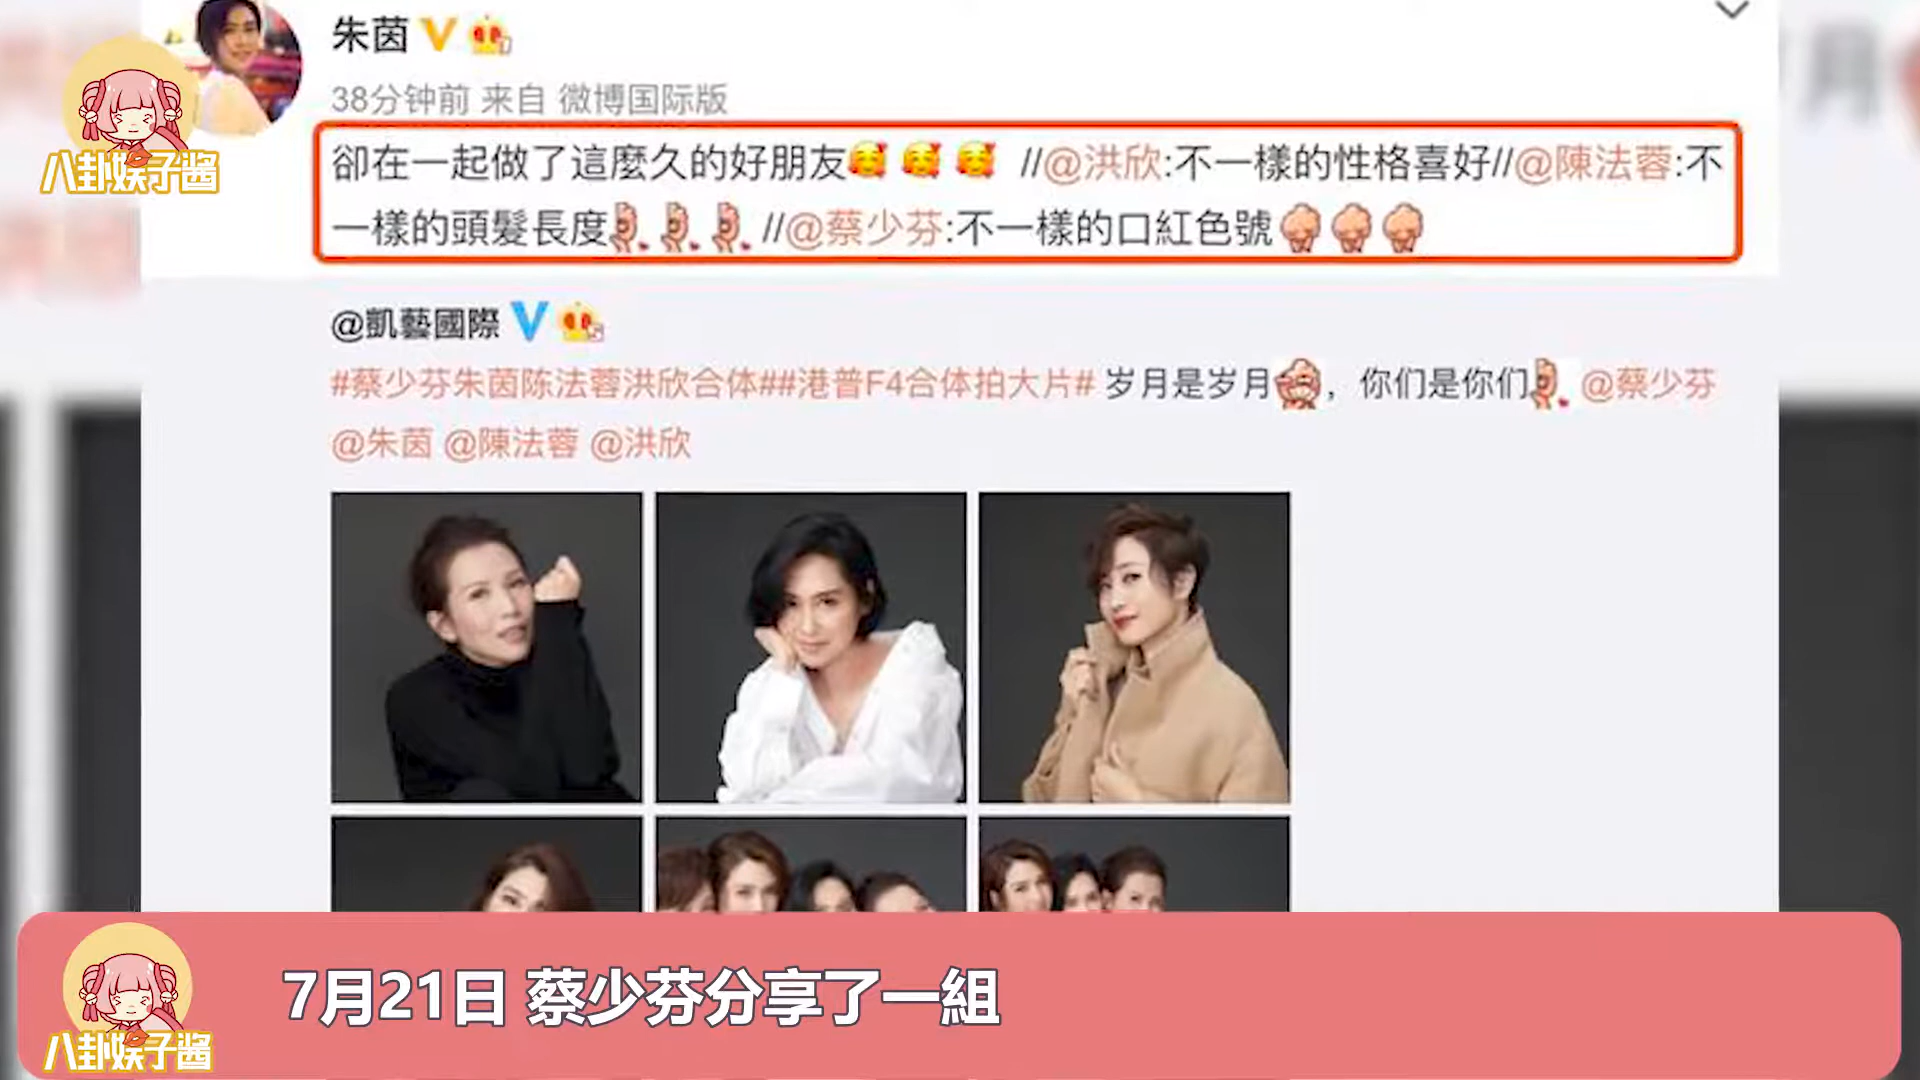 朱茵
38分钟前 来自 微博国际版
八卦娱子酱
卻在一起做了這麼久的好朋友 //@洪欣:不一樣的性格喜好//@陳法蓉:不
一樣的頭髮長度 //@蔡少芬:不一樣的口紅色號
@凱藝國際
#蔡少芬朱茵陈法蓉洪欣合体##港普F4合体拍大片# 岁月是岁月, 你们是你们 @蔡少芬
@朱茵 @陳法蓉 @洪欣
7月21日 蔡少芬分享了一組
八卦娱子酱